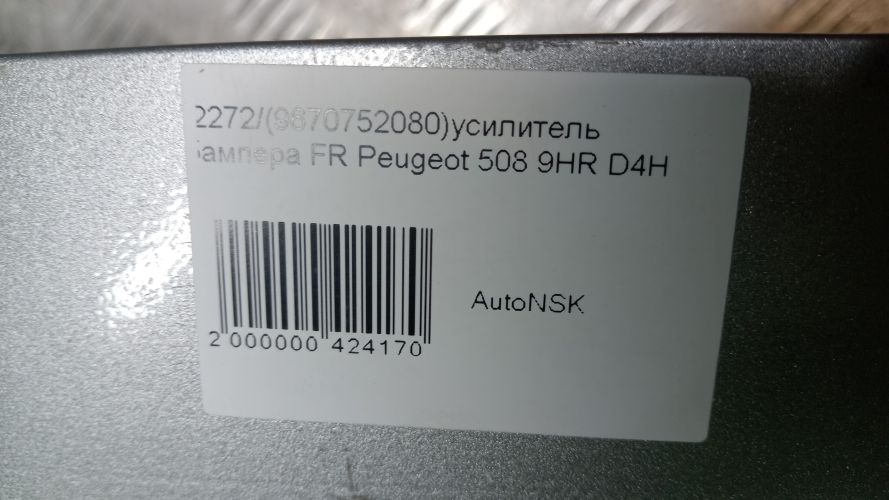 2272/(9870752080)усилитель
бампера FR Peugeot 508 9HR D4H
AutoNSK
2 000000 424170